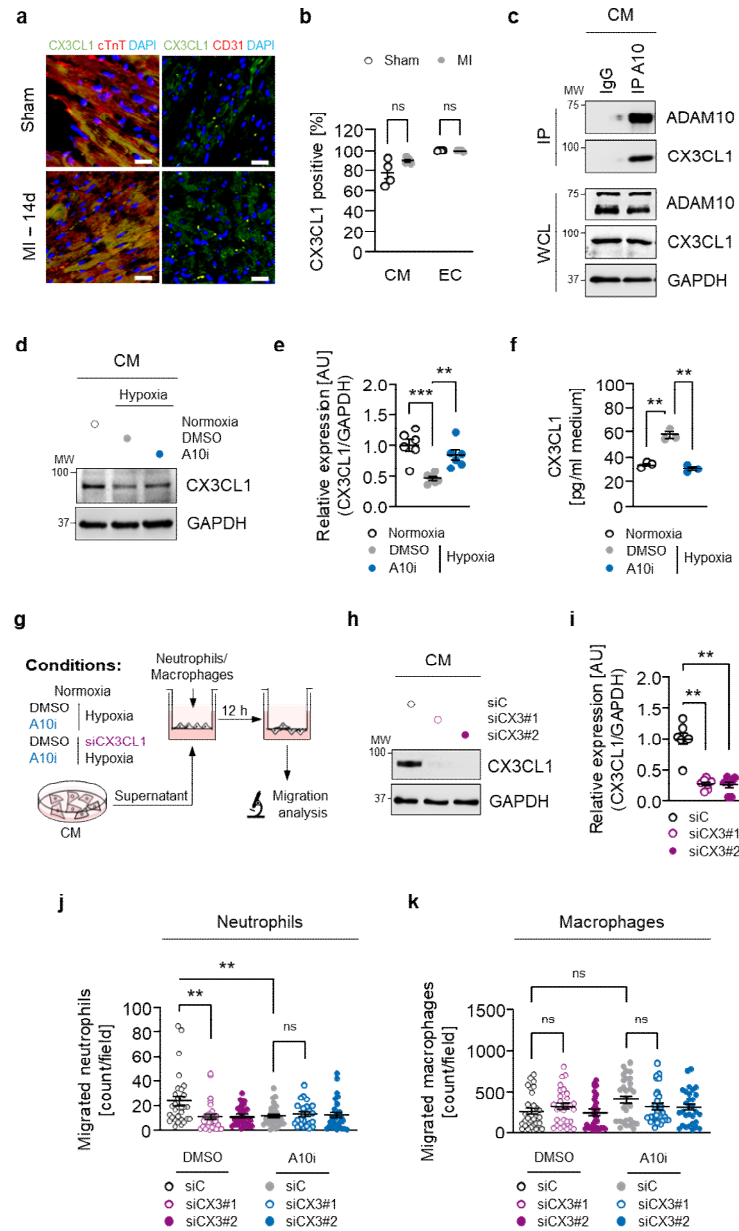 a
CX3CL1 cTnT DAPI
CX3CL1 CD31 DAPI
Sham
MI – 14d
b
Sham
MI
ns
ns
CX3CL1 positive [%]
100
120
80
60
40
20
0
CM
EC
c
CM
IgG
IP A10
MW
IP
75
ADAM10
100
CX3CL1
WCL
75
ADAM10
100
CX3CL1
37
GAPDH
d
CM
Hypoxia
Normoxia
DMSO
A10i
MW
100
CX3CL1
37
GAPDH
e
Relative expression [AU]
(CX3CL1/GAPDH)
***
**
2.0
1.5
1.0
0.5
0
Normoxia
DMSO
A10i
Hypoxia
f
CX3CL1
[pg/ml medium]
**
**
100
80
60
40
20
0
Normoxia
DMSO
A10i
Hypoxia
g
Conditions:
Normoxia
DMSO
A10i
Hypoxia
DMSO
A10i
siCX3CL1
Hypoxia
CM
Supernatant
Neutrophils/
Macrophages
12 h
Migration
analysis
h
CM
siC
siCX3#1
siCX3#2
MW
100
CX3CL1
37
GAPDH
i
Relative expression [AU]
(CX3CL1/GAPDH)
**
**
2.0
1.5
1.0
0.5
0
siC
siCX3#1
siCX3#2
j
Neutrophils
Migrated neutrophils
[count/field]
**
**
ns
100
80
60
40
20
0
DMSO
A10i
siC
siCX3#1
siCX3#2
siC
siCX3#1
siCX3#2
k
Macrophages
Migrated macrophages
[count/field]
ns
ns
ns
1500
1000
500
0
DMSO
A10i
siC
siCX3#1
siCX3#2
siC
siCX3#1
siCX3#2